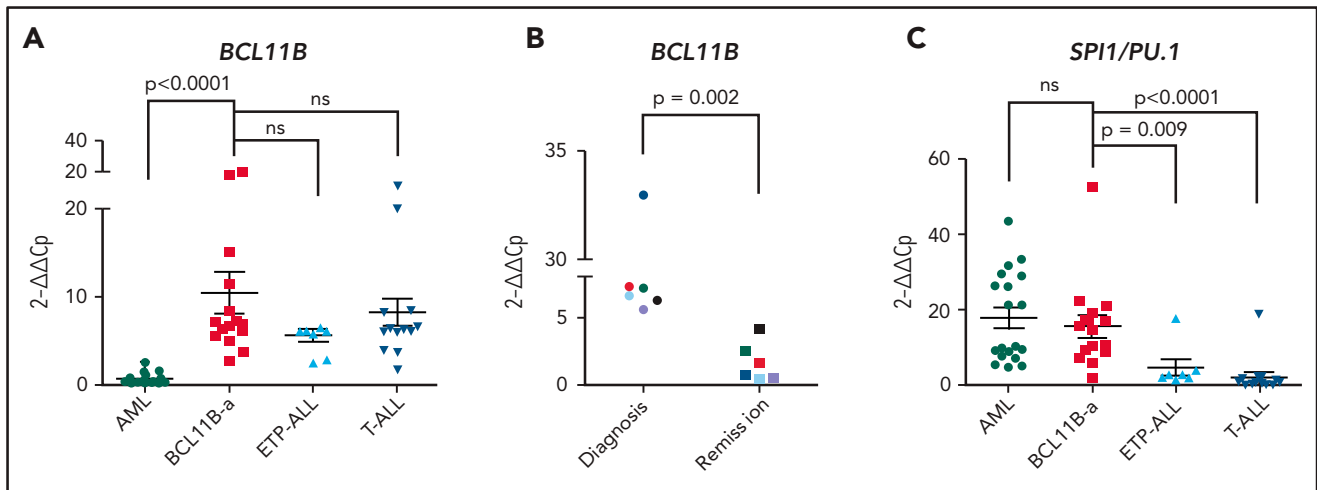 A
BCL11B
p<0.0001
ns
ns
40
20
20
10
0
2-ΔΔCp
AML
BCL11B-a
ETP-ALL
T-ALL
B
BCL11B
p = 0.002
35
30
5
0
2-ΔΔCp
Diagnosis
Remiss ion
C
SPI1/PU.1
ns
p<0.0001
p = 0.009
60
40
20
0
2-ΔΔCp
AML
BCL11B-a
ETP-ALL
T-ALL